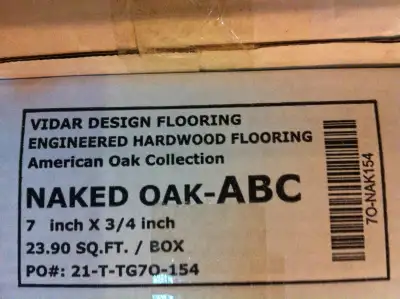 VIDAR DESIGN FLOORING
ENGINEERED HARDWOOD FLOORING
American Oak Collection
NAKED OAK-ABC
7 inch X 3/4 inch
23.90 SQ.FT. / BOX
PO#: 21-T-TG7O-154
7O-NAK154